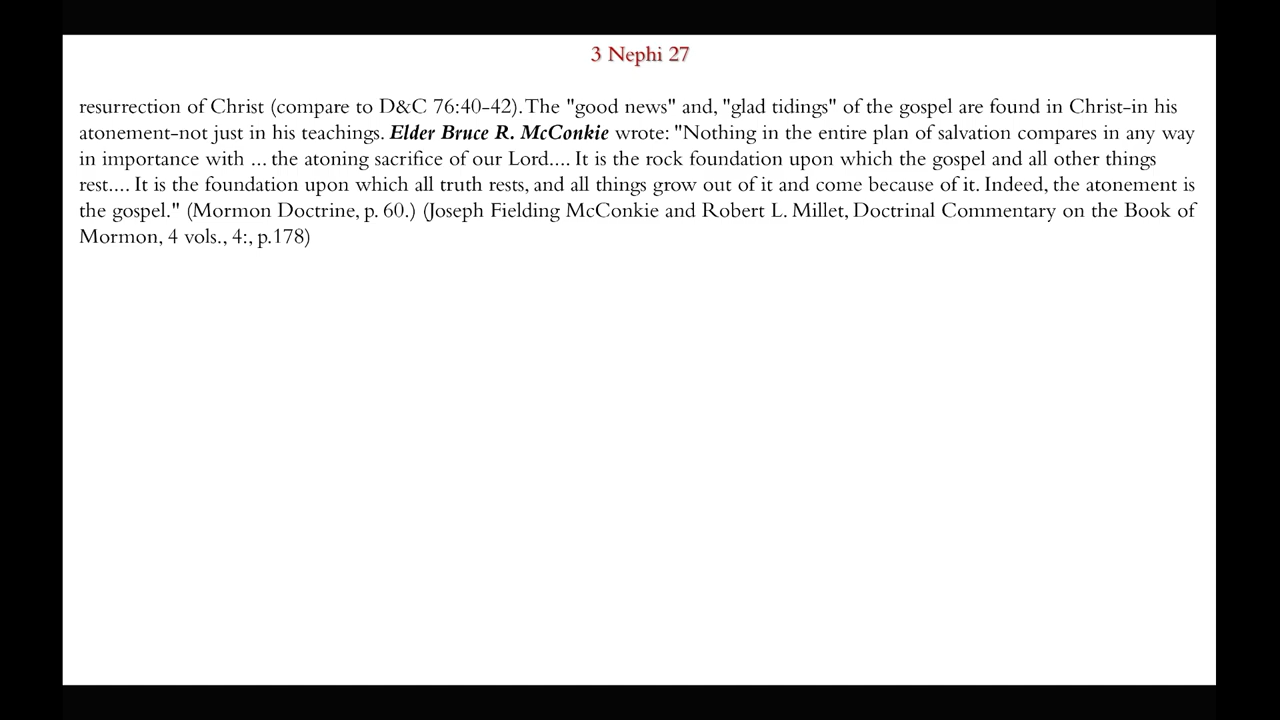 3 Nephi 27
resurrection of Christ (compare to D&C 76:40-42). The "good news" and, "glad tidings" of the gospel are found in Christ-in his
atonement-not just in his teachings. Elder Bruce R. McConkie wrote: "Nothing in the entire plan of salvation compares in any way
in importance with ... the atoning sacrifice of our Lord.... It is the rock foundation upon which the gospel and all other things
rest.... It is the foundation upon which all truth rests, and all things grow out of it and come because of it. Indeed, the atonement is
the gospel." (Mormon Doctrine, p. 60.) (Joseph Fielding McConkie and Robert L. Millet, Doctrinal Commentary on the Book of
Mormon, 4 vols., 4:, p.178)